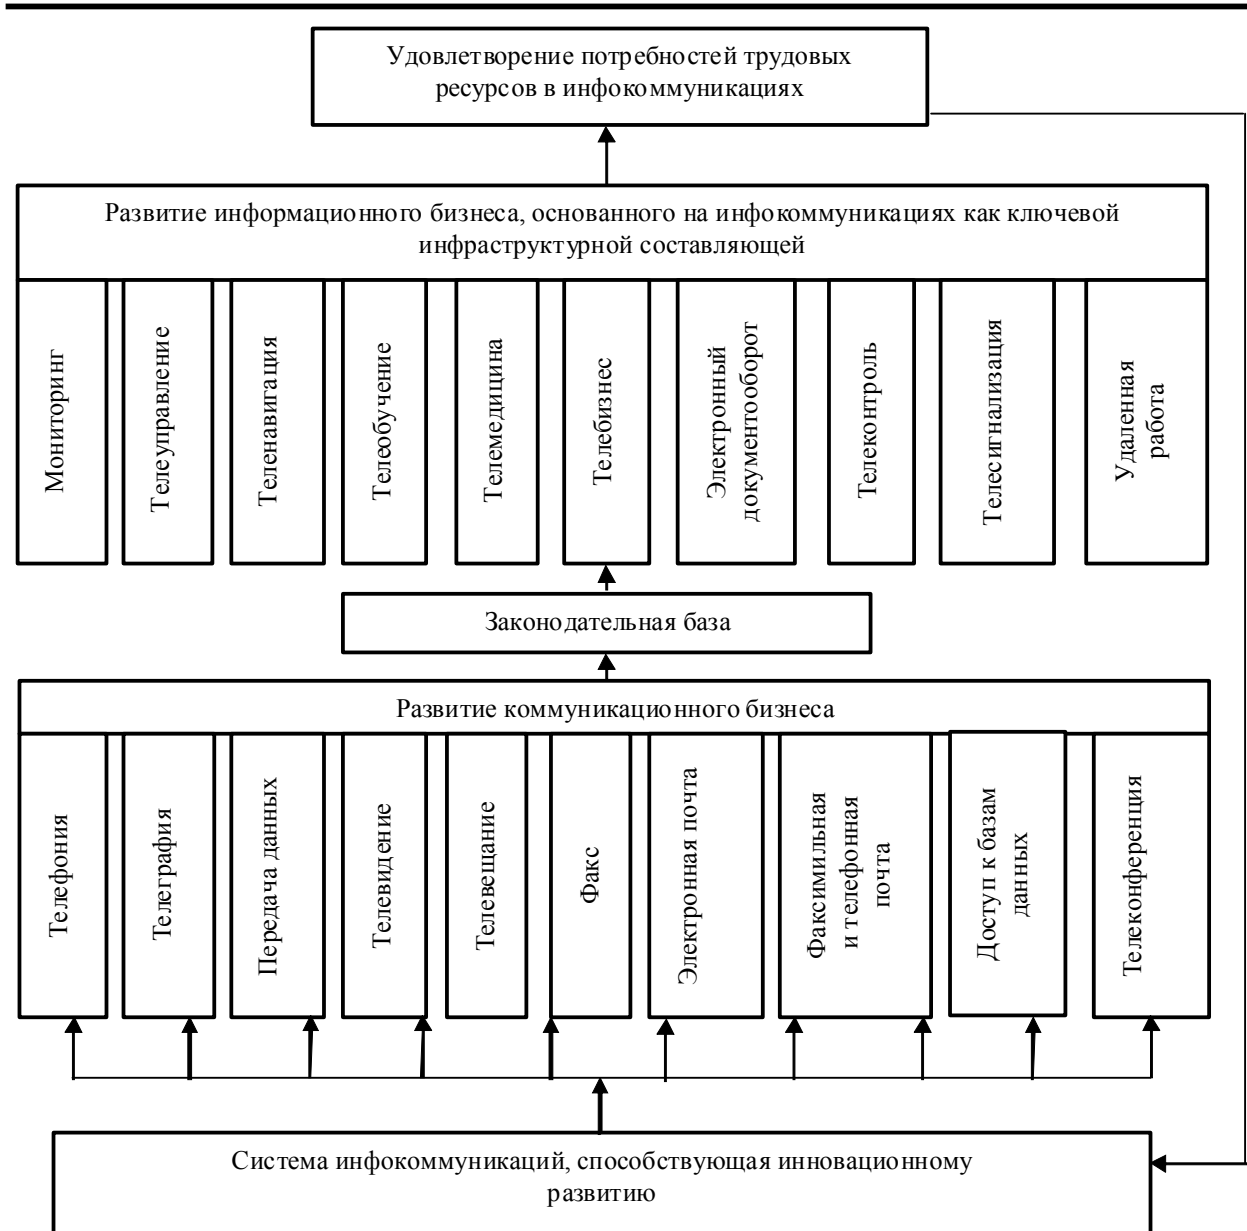 Удовлетворение потребностей трудовых
ресурсов в инфокоммуникациях
Развитие информационного бизнеса, основанного на инфокоммуникациях как ключевой
инфраструктурной составляющей
Мониторинг
Телеуправление
Теленавигация
Телеобучение
Телемедицина
Телебизнес
Электронный
документооборот
Телеконтроль
Телесигнализация
Удаленная
работа
Законодательная база
Развитие коммуникационного бизнеса
Телефония
Телеграфия
Передача данных
Телевидение
Телевещание
Факс
Электронная почта
Факсимильная
и телефонная
почта
Доступ к базам
данных
Телеконференция
Система инфокоммуникаций, способствующая инновационному
развитию